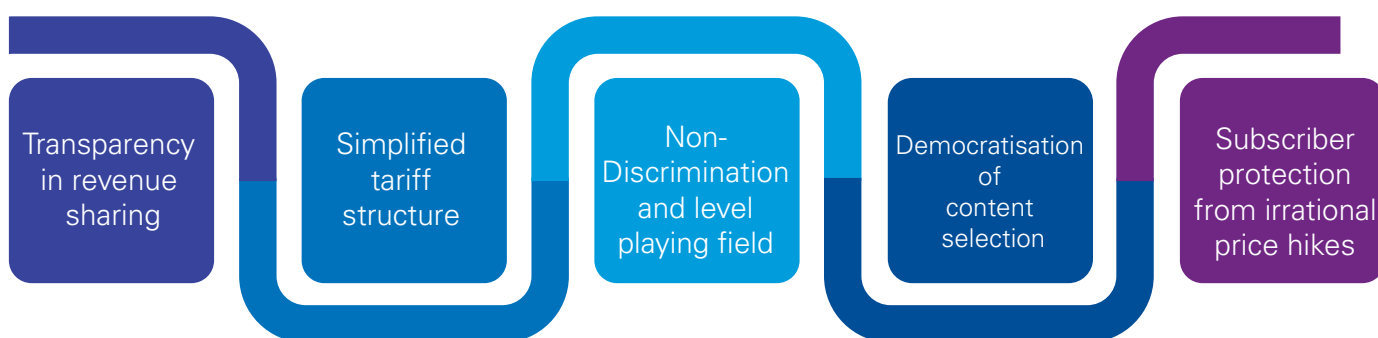 Transparency
in revenue
sharing
Simplified
tariff
structure
Non-
Discrimination
and level
playing field
Democratisation
of
content
selection
Subscriber
protection
from irrational
price hikes